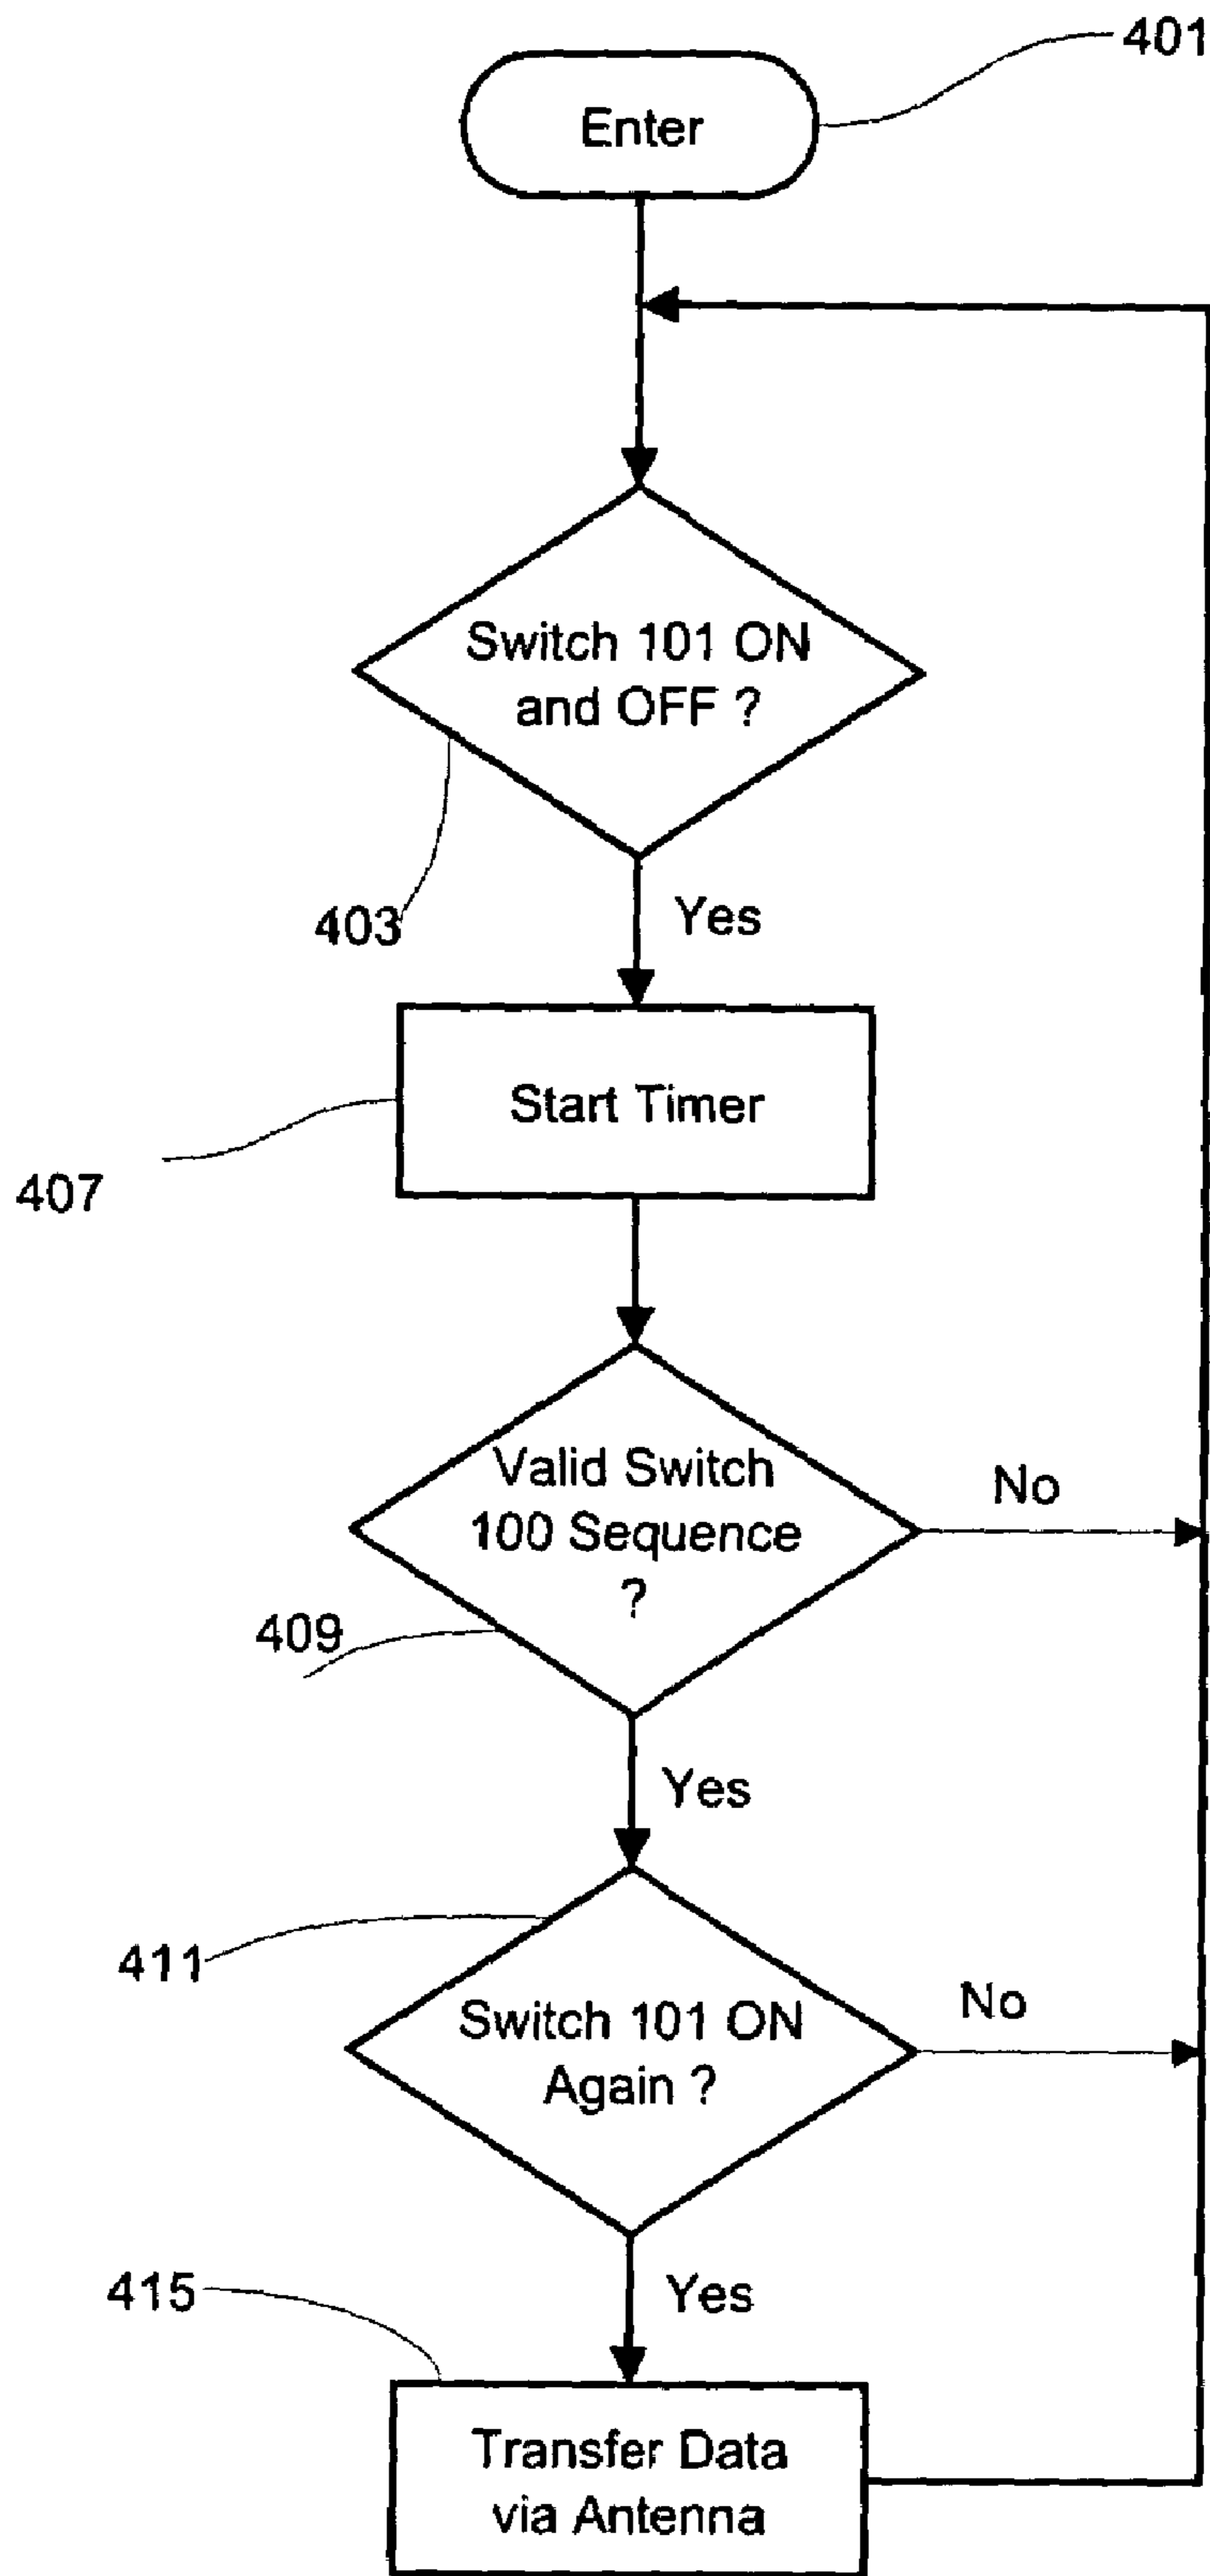 401
Enter
Switch 101 ON
and OFF ?
403
Yes
Start Timer
407
Valid Switch
100 Sequence
?
No
409
Yes
411
Switch 101 ON
Again ?
No
415
Yes
Transfer Data
via Antenna